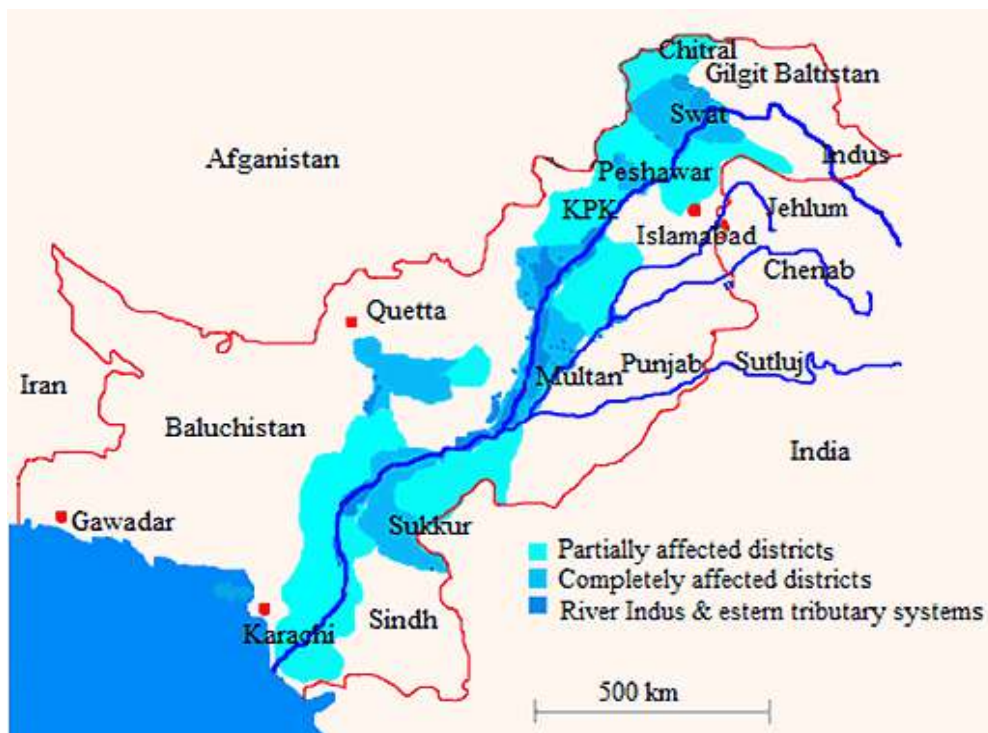 Chitral
Gilgit Baltistan
Swat
Afganistan
Indus
Peshawar
KPK
Jehlum
Islamabad
Chenab
Quetta
Punjab
Sutluj
Multan
Iran
Baluchistan
India
Gawadar
Sukkur
Partially affected districts
Completely affected districts
River Indus & estern tributary systems
Sindh
Karachi
500 km